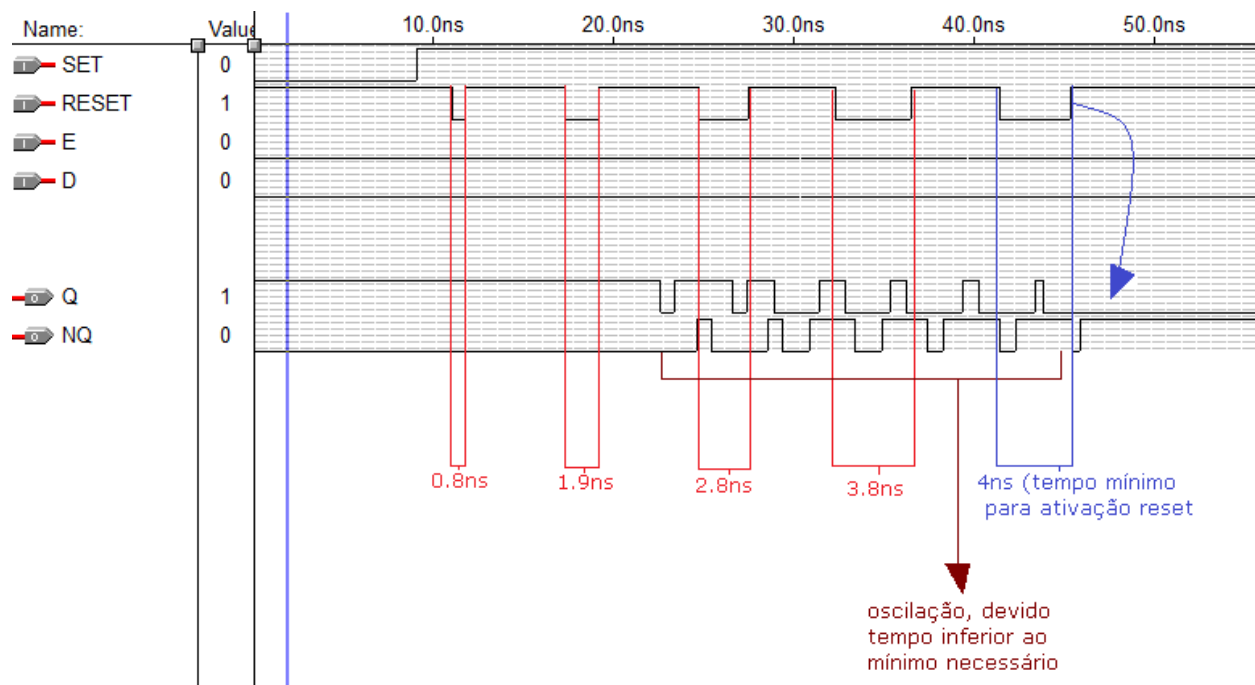 Name:
Value
10.0ns 20.0ns 30.0ns 40.0ns 50.0ns
SET 0
RESET 1
E 0
D 0
Q 1
NQ 0
0.8ns
1.9ns
2.8ns
3.8ns
4ns (tempo mínimo
para ativação reset
oscilação, devido
tempo inferior ao
mínimo necessário